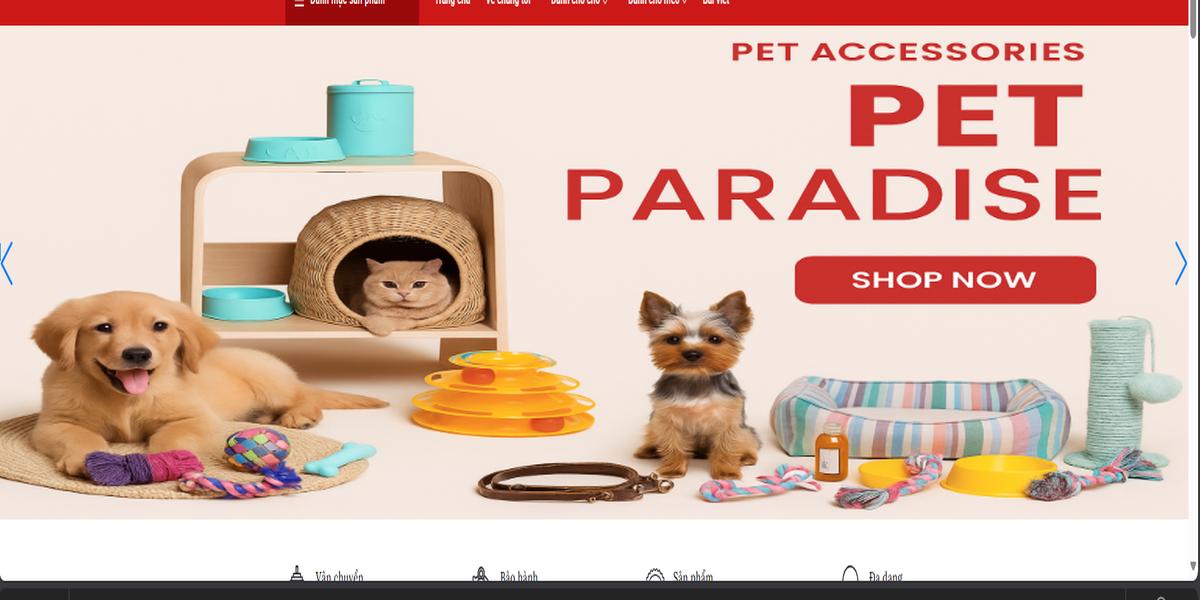 Danh mục sản phẩm Trang chủ Về chúng tôi Dành cho chó Dành cho mèo Bài viết
PET ACCESSORIES
PET
PARADISE
SHOP NOW
CAT
Vận chuyển Bảo hành Sản phẩm Đa dạng